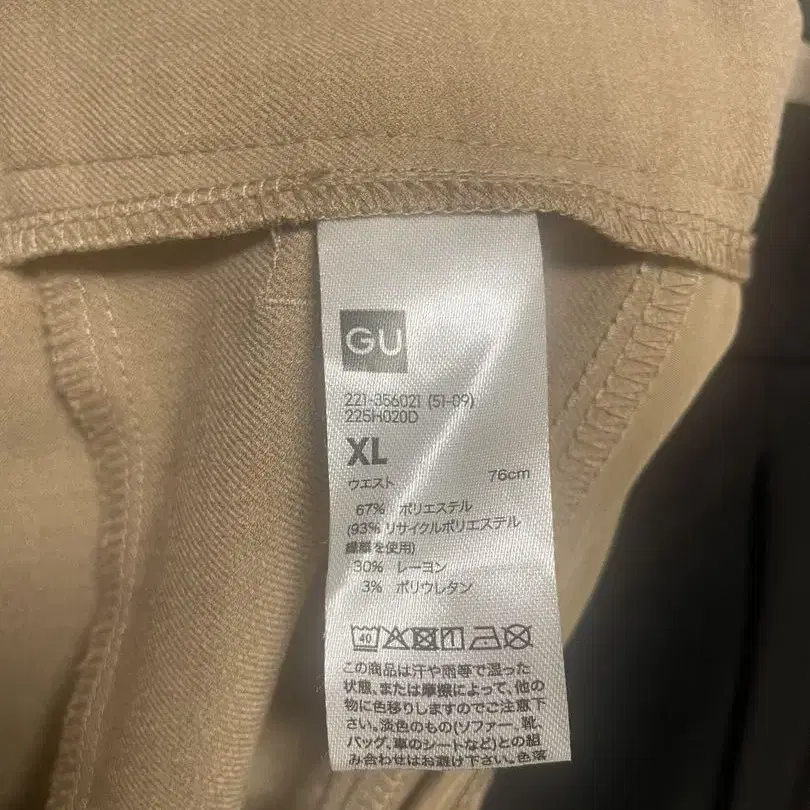 GU
221-356021 (51-09)
225H020D
XL
ウエスト 76cm
67% ポリエステル
(93% リサイクルポリエステル
繊維を使用)
30% レーヨン
3% ポリウレタン
40
この商品は汗や雨等で湿った
状態、または摩擦によって、他の
物に色移りしますのでご注意下
さい。淡色のもの(ソファー、靴、
バッグ、車のシートなど)との組
み合わせはお避け下さい。色落